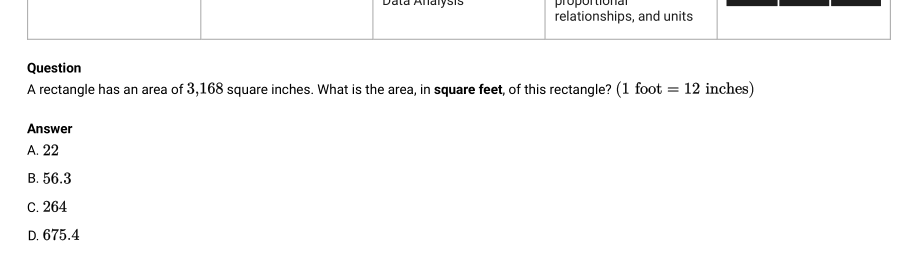 Data Analysis
proportional
relationships, and units
Question
A rectangle has an area of 3,168 square inches. What is the area, in square feet, of this rectangle? (1 foot = 12 inches)
Answer
A. 22
B. 56.3
C. 264
D. 675.4